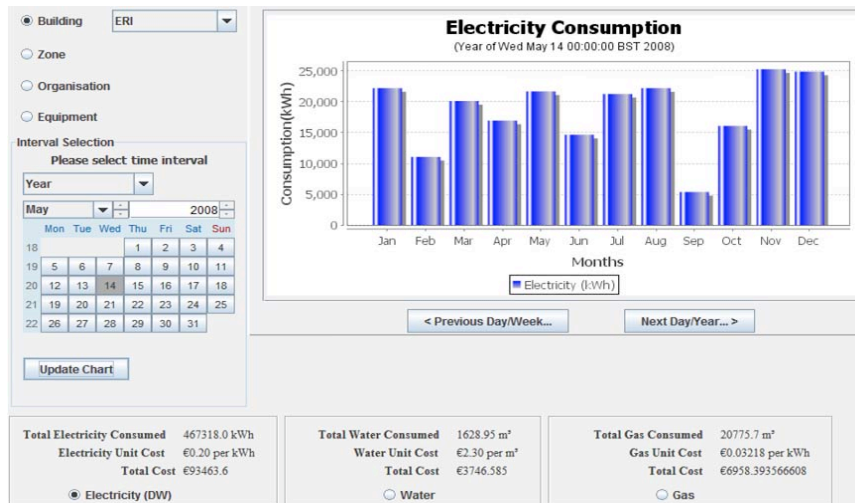 Building
ERI
Zone
Organisation
Equipment
Interval Selection
Please select time interval
Year
May
2008
Mon Tue Wed Thu Fri Sat Sun
18 1 2 3 4
19 5 6 7 8 9 10 11
20 12 13 14 15 16 17 18
21 19 20 21 22 23 24 25
22 26 27 28 29 30 31
Update Chart
Electricity Consumption
(Year of Wed May 14 00:00:00 BST 2008)
Consumption(kWh)
25,000
20,000
15,000
10,000
5,000
0
Jan Feb Mar Apr May Jun Jul Aug Sep Oct Nov Dec
Months
Electricity (kWh)
< Previous Day/Week...
Next Day/Year... >
Total Electricity Consumed 467318.0 kWh
Electricity Unit Cost €0.20 per kWh
Total Cost €93463.6
Electricity (DW)
Total Water Consumed 1628.95 m³
Water Unit Cost €2.30 per m³
Total Cost €3746.585
Water
Total Gas Consumed 20775.7 m³
Gas Unit Cost €0.03218 per kWh
Total Cost €6958.393566608
Gas